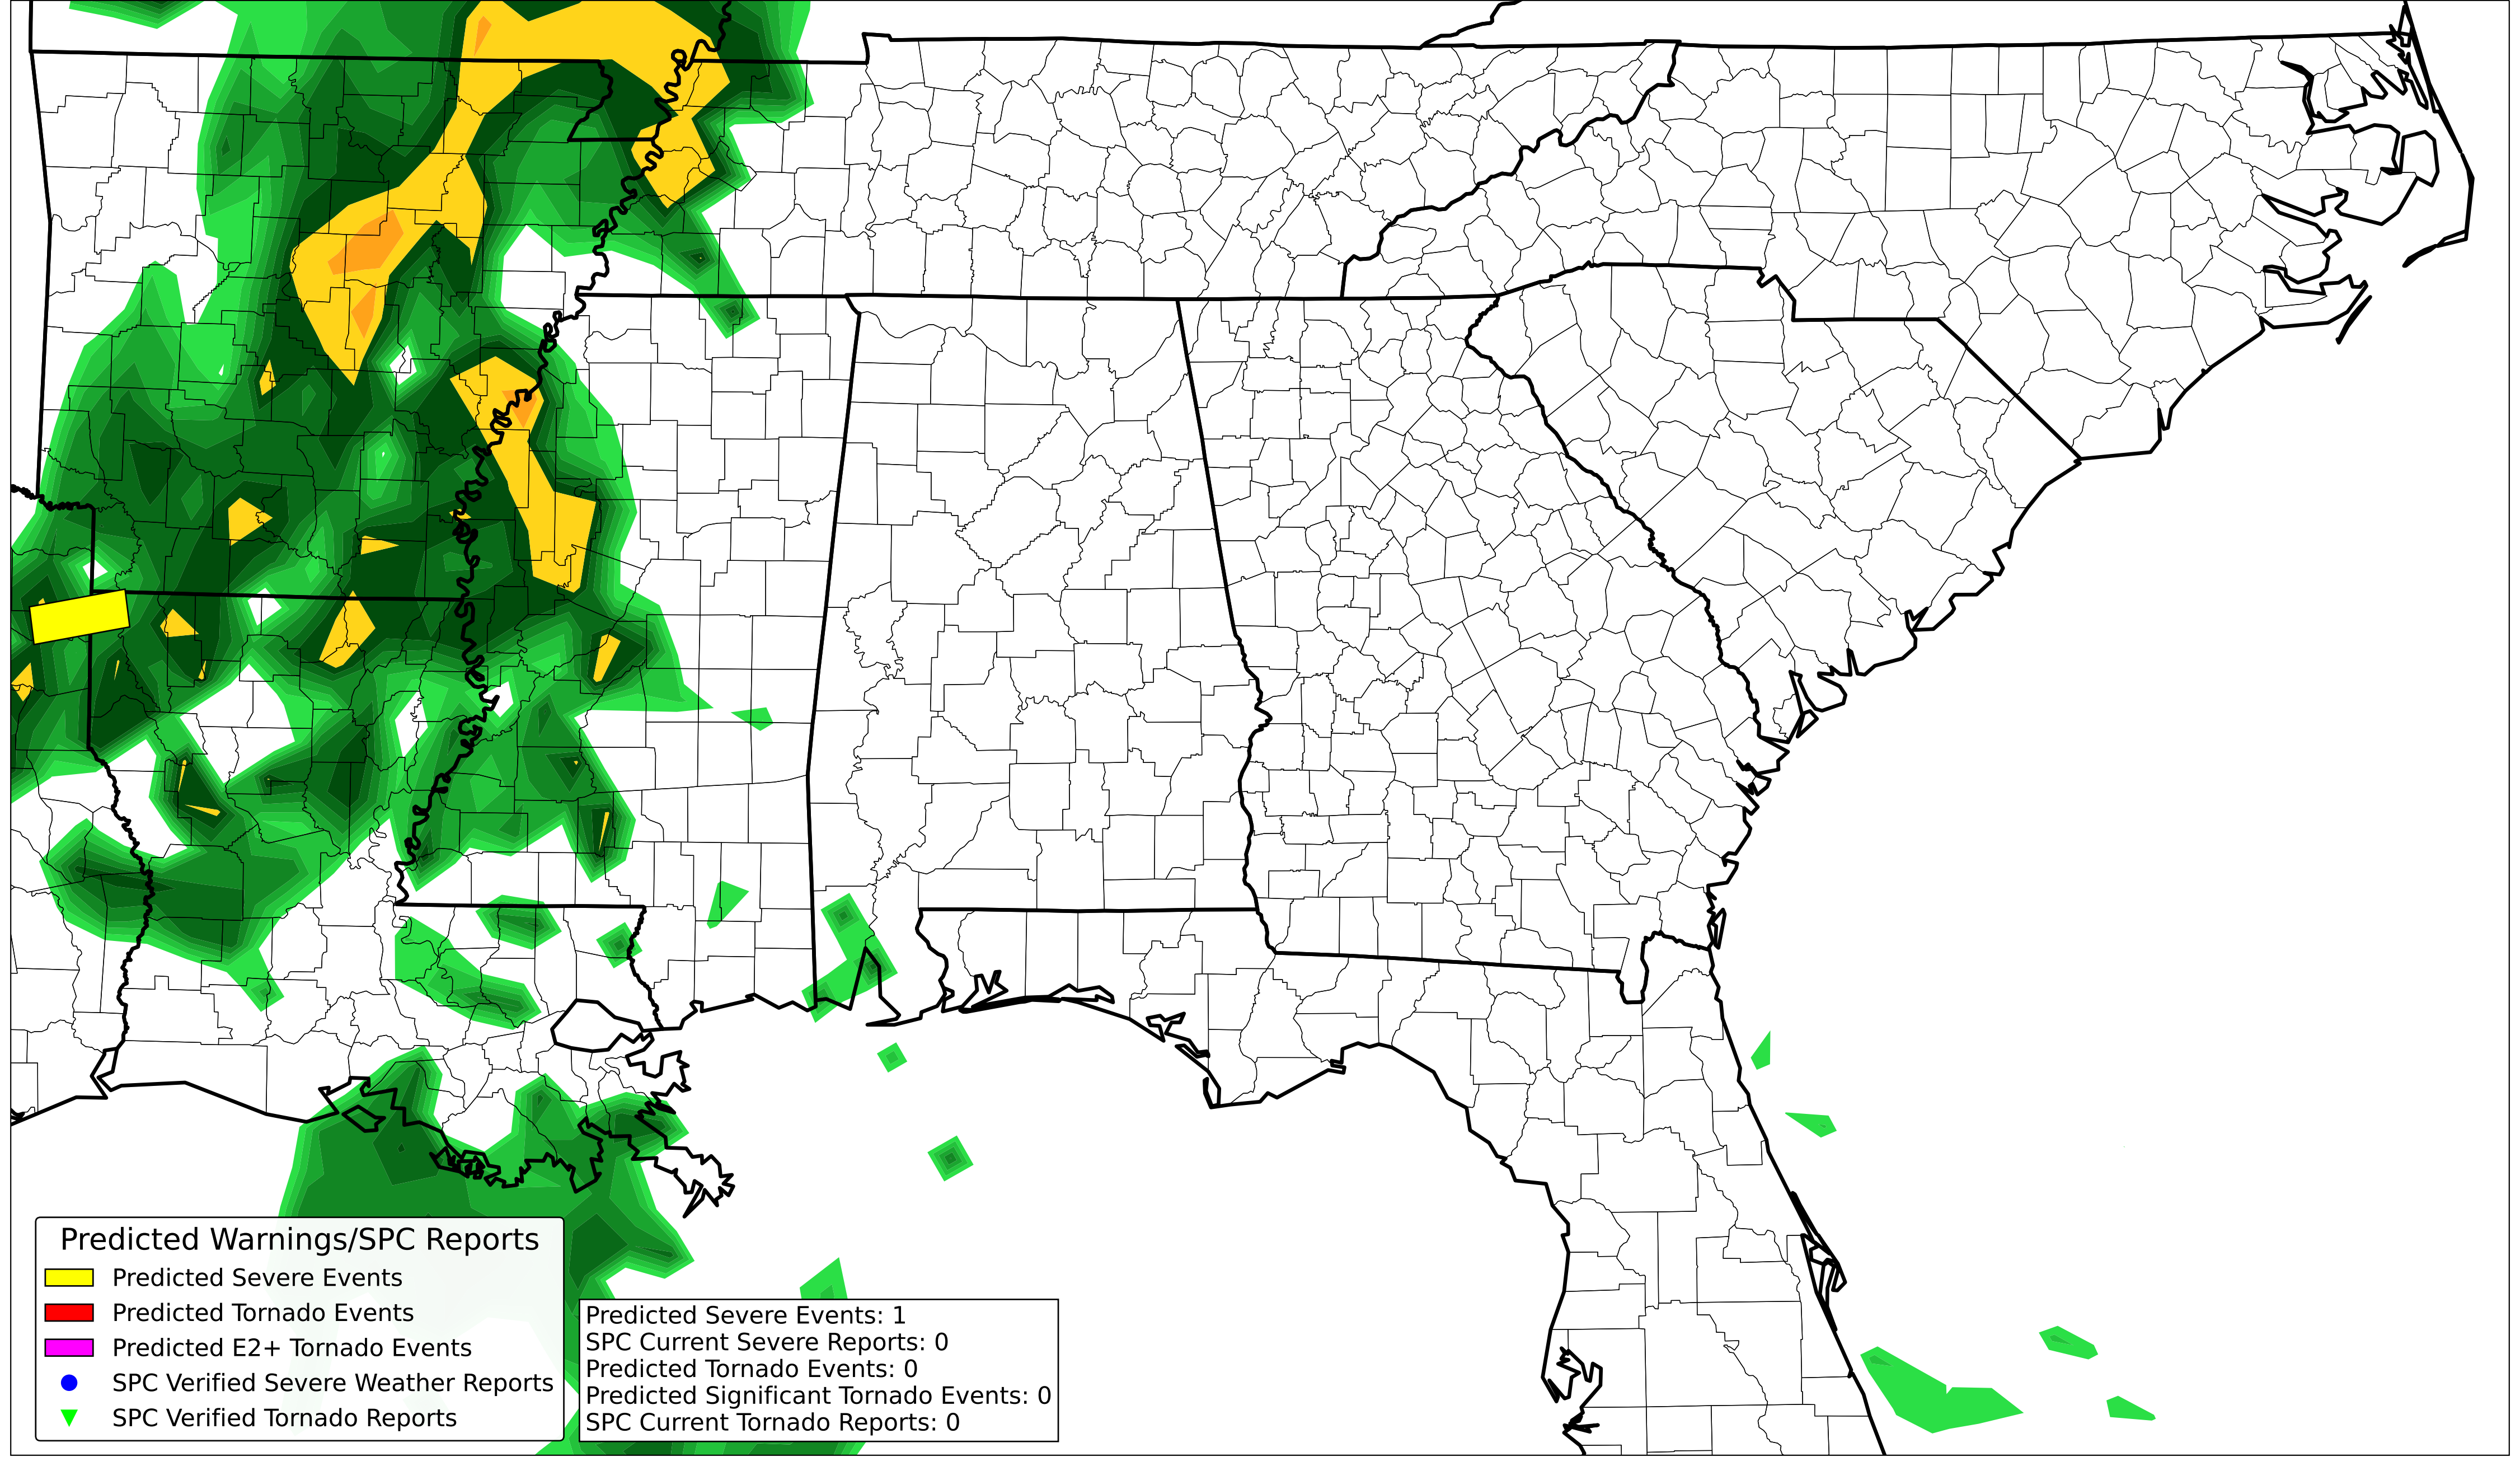 Predicted Warnings/SPC Reports
Predicted Severe Events
Predicted Tornado Events
Predicted E2+ Tornado Events
SPC Verified Severe Weather Reports
SPC Verified Tornado Reports
Predicted Severe Events: 1
SPC Current Severe Reports: 0
Predicted Tornado Events: 0
Predicted Significant Tornado Events: 0
SPC Current Tornado Reports: 0